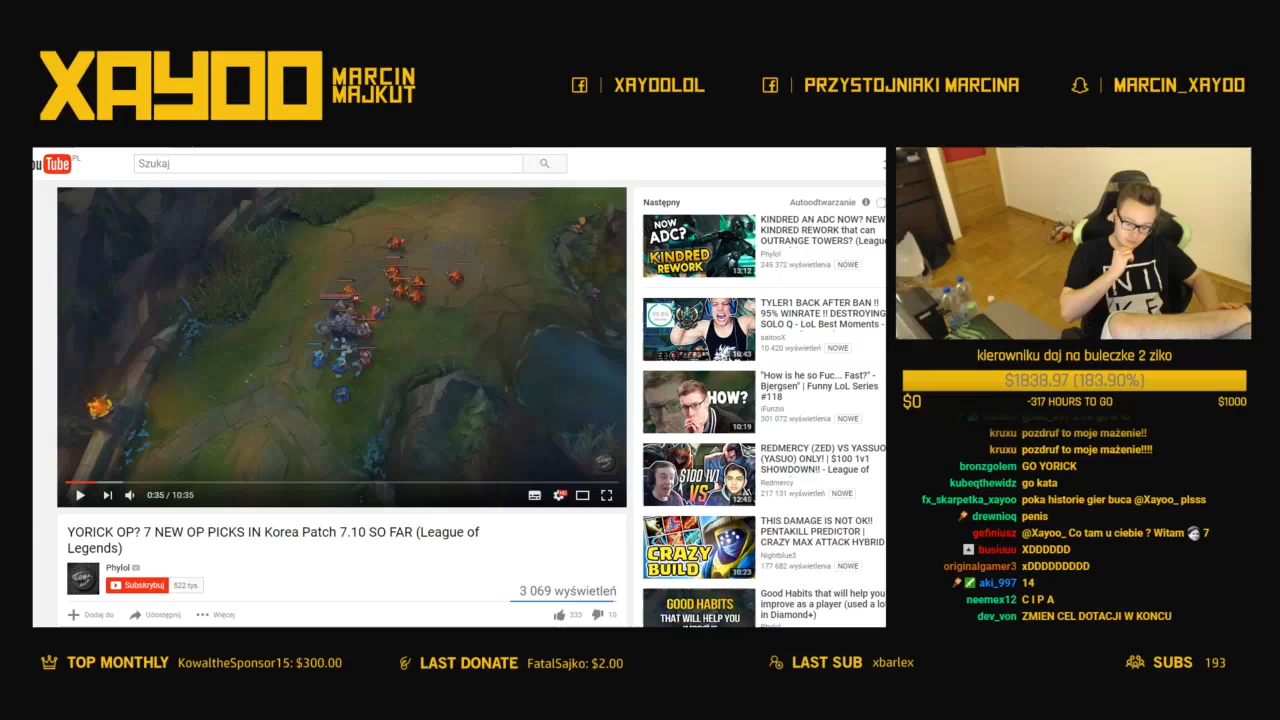 XAYOO
MARCIN
MAJKUT
XAYOOLOL
PRZYSTOJNIAKI MARCINA
MARCIN_XAYOO
ou Tube PL
Szukaj
0:35 / 10:35
YORICK OP? 7 NEW OP PICKS IN Korea Patch 7.10 SO FAR (League of
Legends)
Phylol
Subskrybuj 522 tys.
3 069 wyświetleń
Dodaj do Udostępnij Więcej
333 10
Następny Autoodtwarzanie
NOW
ADC?
KINDRED
REWORK
13:12
KINDRED AN ADC NOW? NEW
KINDRED REWORK that can
OUTRANGE TOWERS? (Leagu
Phylol
245 372 wyświetlenia NOWE
10:43
TYLER1 BACK AFTER BAN !!
95% WINRATE !! DESTROYING
SOLO Q - LoL Best Moments -
saitooX
10 420 wyświetleń NOWE
HOW?
10:19
"How is he so Fuc... Fast?" -
Bjergsen" | Funny LoL Series
#118
iFunzio
301 072 wyświetlenia NOWE
$100 1V1
VS
12:45
REDMERCY (ZED) VS YASSUO
(YASUO) ONLY! | $100 1v1
SHOWDOWN!! - League of
Redmercy
217 131 wyświetleń NOWE
CRAZY
BUILD
10:23
THIS DAMAGE IS NOT OK!!
PENTAKILL PREDICTOR |
CRAZY MAX ATTACK HYBRID
Nightblue3
177 682 wyświetleń NOWE
GOOD HABITS
THAT WILL HELP YOU
Good Habits that will help you
improve as a player (used a lo
in Diamond+)
kierowniku daj na buleczke 2 ziko
$1838.97 (183.90%)
$0 -317 HOURS TO GO $1000
kruxu pozdruf to moje mażenie!!
kruxu pozdruf to moje mażenie!!!!
bronzgolem GO YORICK
kubeqthewidz go kata
fx_skarpetka_xayoo poka historie gier buca @Xayoo_ plsss
drewnioq penis
gefiniusz @Xayoo_ Co tam u ciebie ? Witam 7
busiuuu XDDDDDD
originalgamer3 xDDDDDDDDD
aki_997 14
neemex12 C I P A
dev_von ZMIEN CEL DOTACJI W KONCU
TOP MONTHLY KowaltheSponsor15: $300.00
LAST DONATE FatalSajko: $2.00
LAST SUB xbarlex
SUBS 193